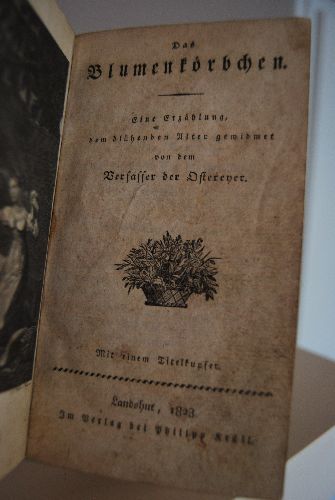 Das
Blumenkörbchen.
Eine Erzählung,
dem blühenden Alter gewidmet
von dem
Verfasser der Ostereyer.
Mit einem Titelkupfer.
Landshut, 1823
Im Verlag bei Philipp Krüll.